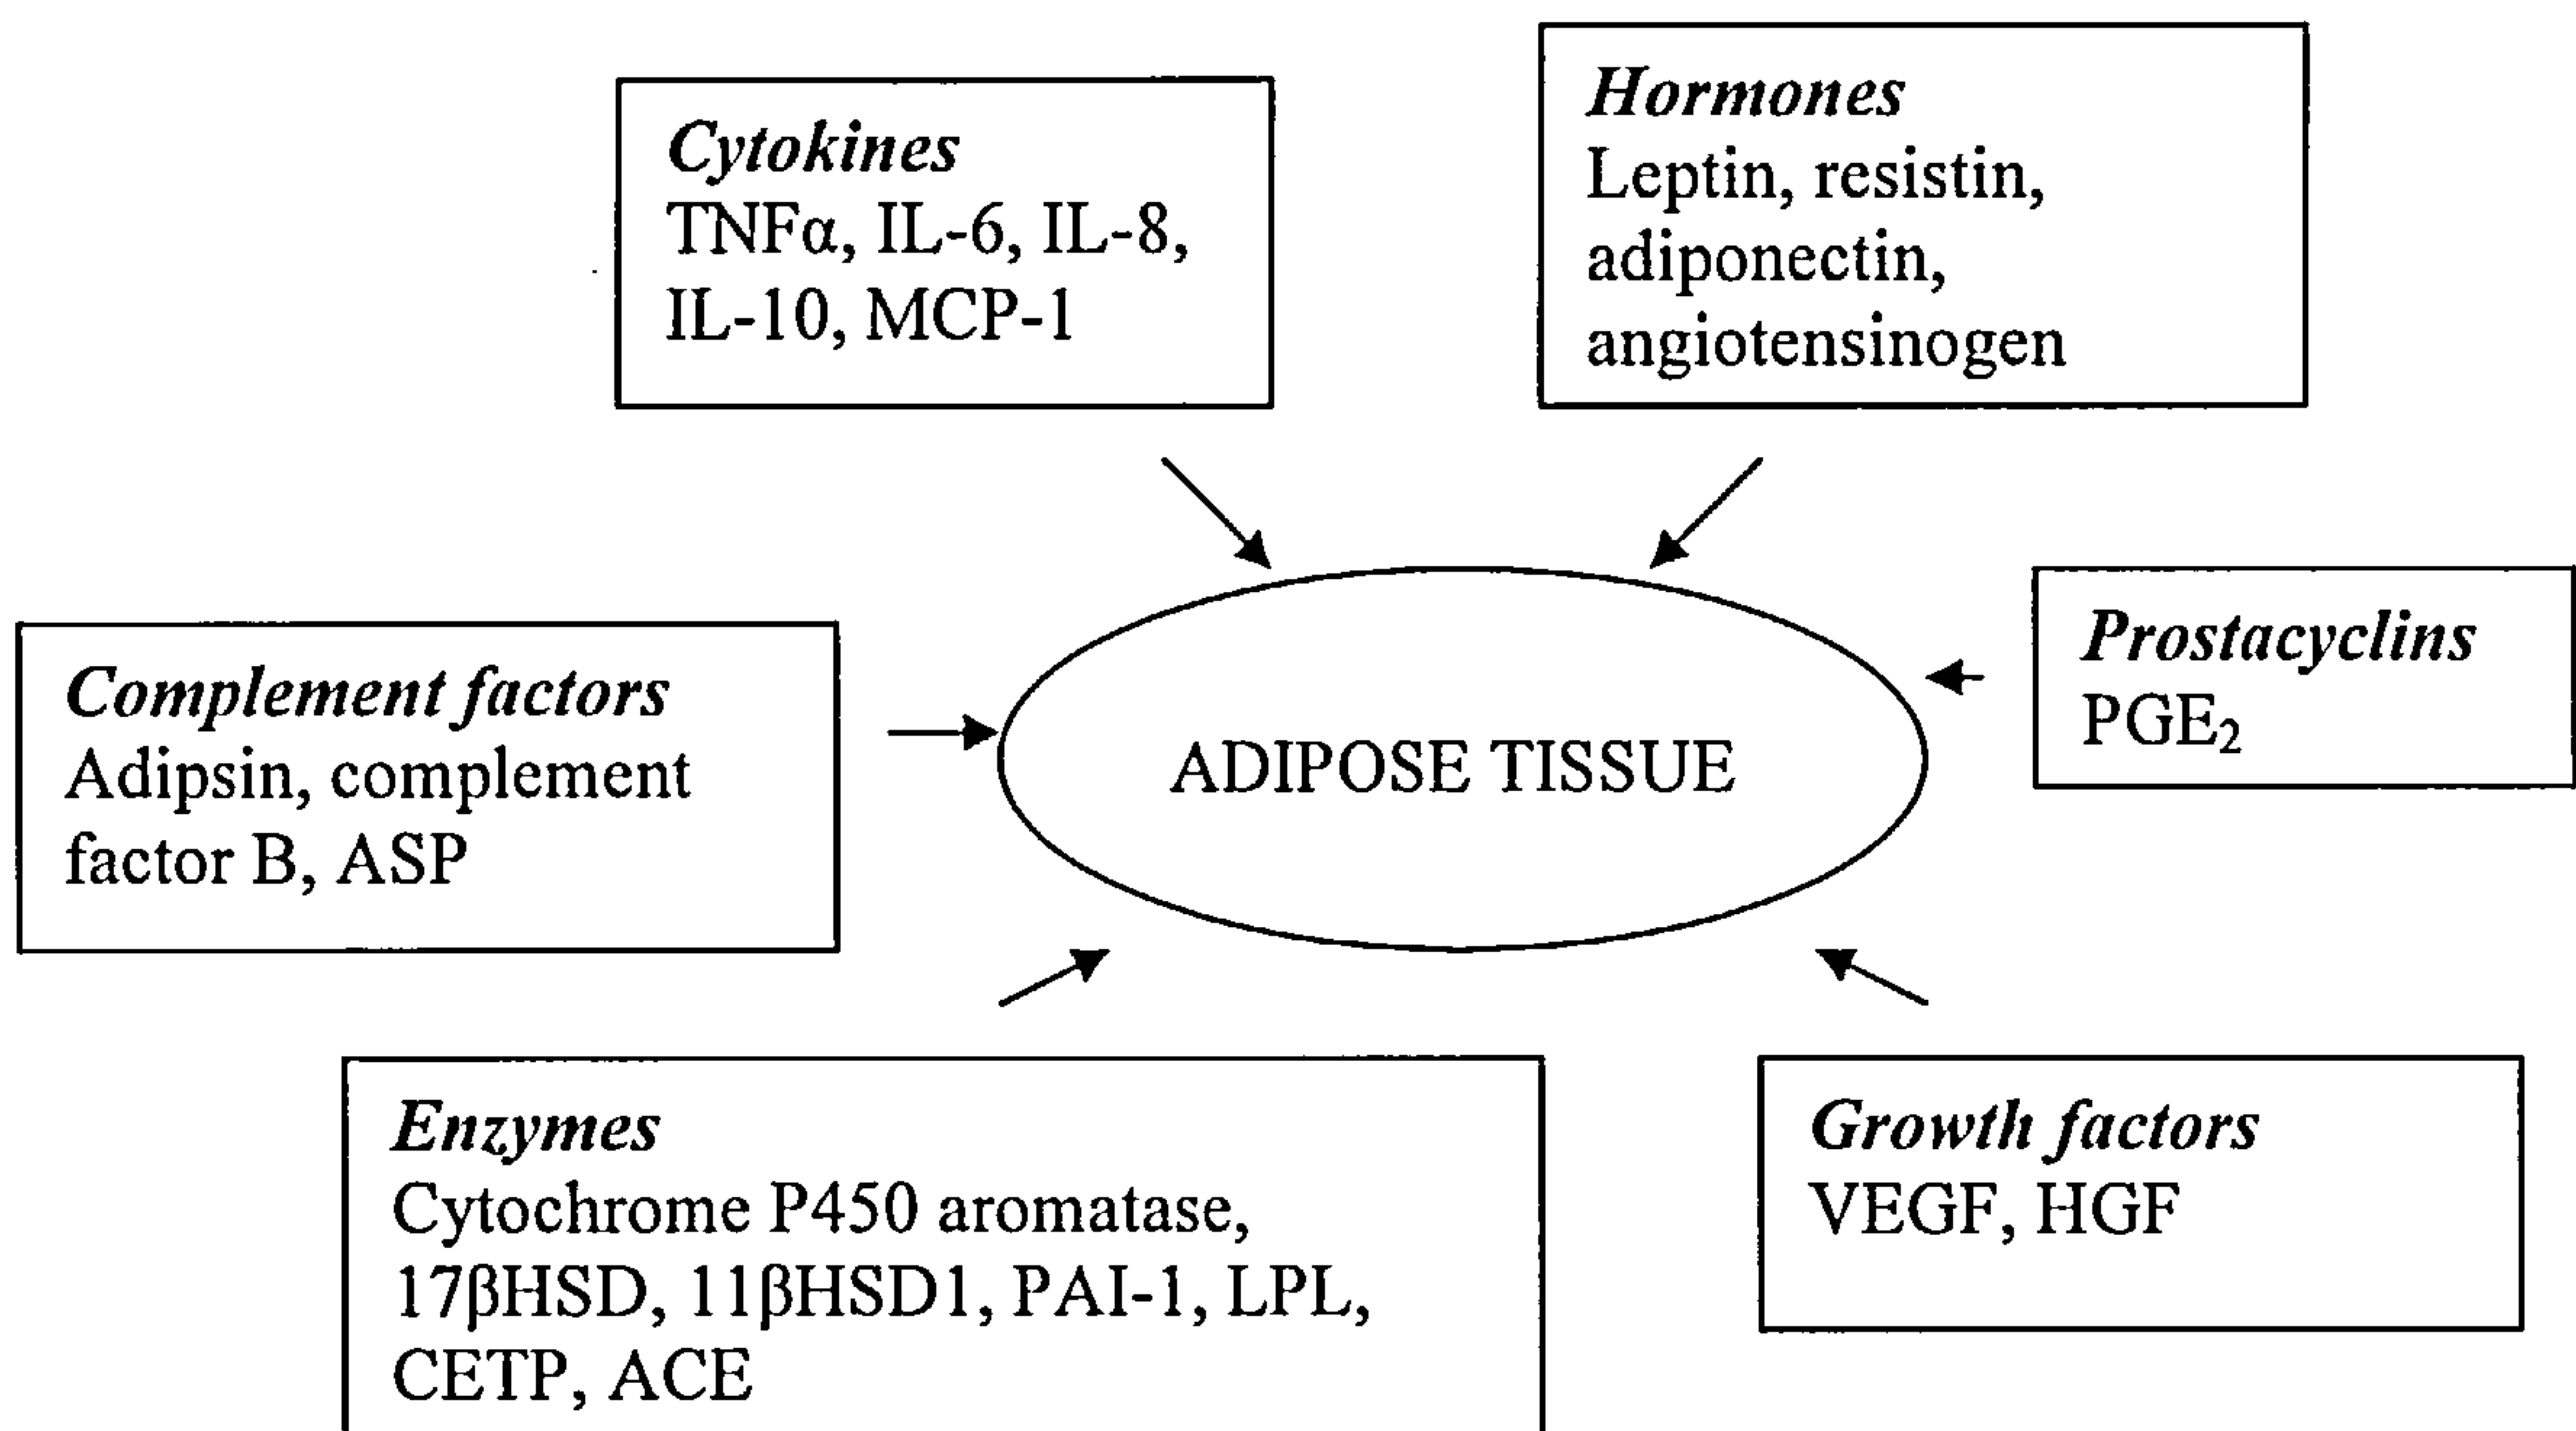 Cytokines
TNFα, IL-6, IL-8,
IL-10, MCP-1
Hormones
Leptin, resistin,
adiponectin,
angiotensinogen
Complement factors
Adipsin, complement
factor B, ASP
ADIPOSE TISSUE
Prostacyclins
PGE₂
Enzymes
Cytochrome P450 aromatase,
17βHSD, 11βHSD1, PAI-1, LPL,
CETP, ACE
Growth factors
VEGF, HGF